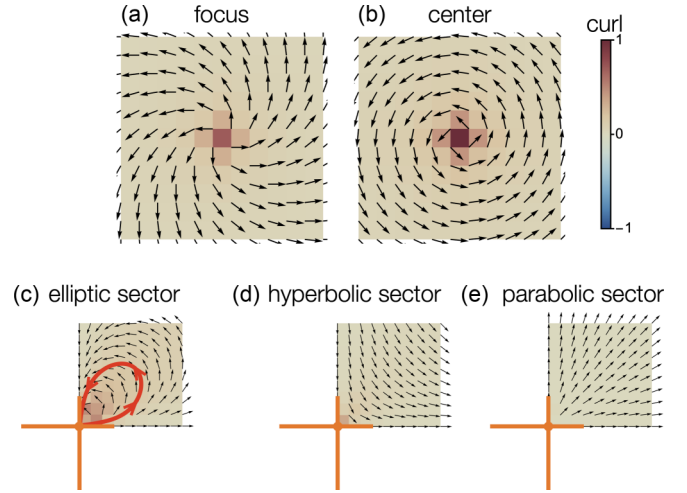 (a) focus
(b) center
curl
1
0
-1
(c) elliptic sector
(d) hyperbolic sector
(e) parabolic sector